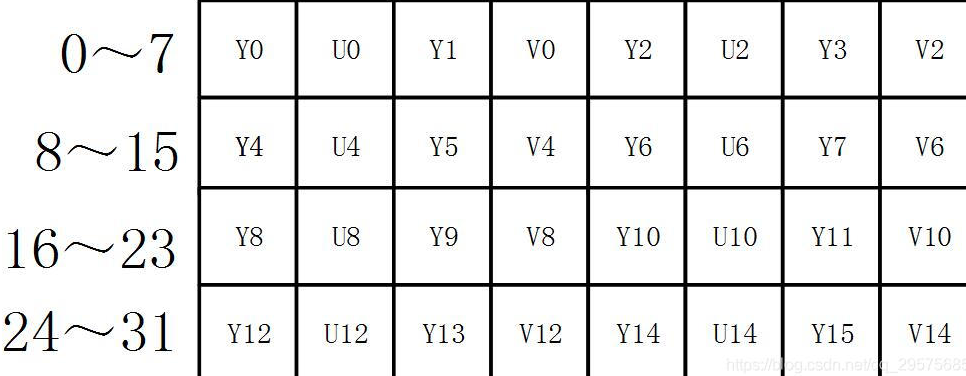 0～7 Y0 U0 Y1 V0 Y2 U2 Y3 V2
8～15 Y4 U4 Y5 V4 Y6 U6 Y7 V6
16～23 Y8 U8 Y9 V8 Y10 U10 Y11 V10
24～31 Y12 U12 Y13 V12 Y14 U14 Y15 V14
https://blog.csdn.net/qq_29575685